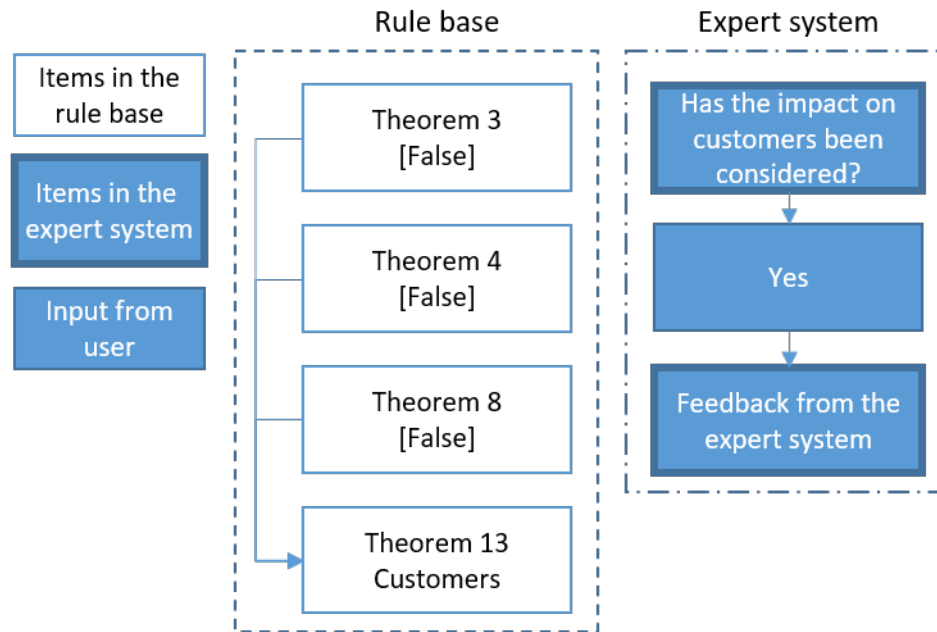 Rule base
Expert system
Items in the
rule base
Items in the
expert system
Input from
user
Theorem 3
[False]
Theorem 4
[False]
Theorem 8
[False]
Theorem 13
Customers
Has the impact on
customers been
considered?
Yes
Feedback from the
expert system